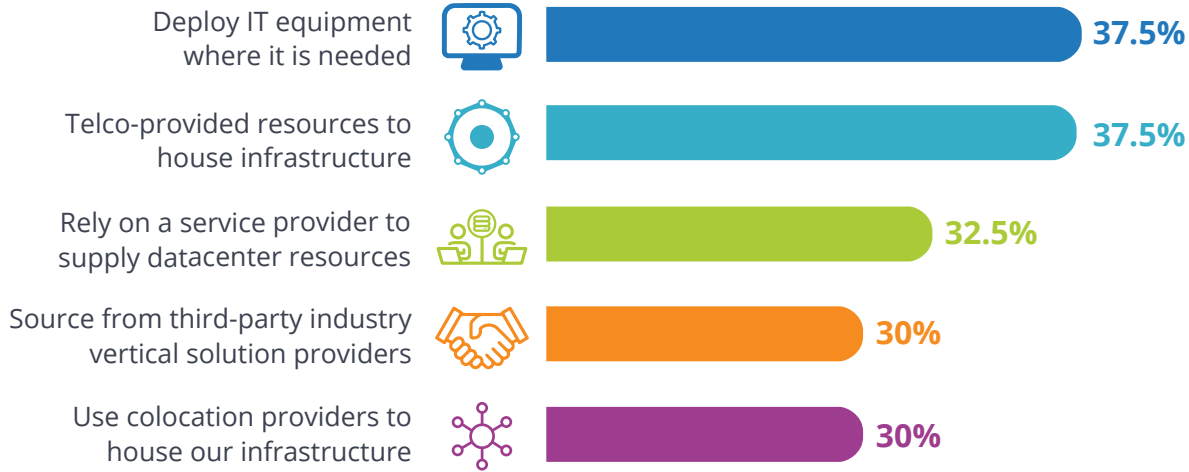 Deploy IT equipment
where it is needed
37.5%
Telco-provided resources to
house infrastructure
37.5%
Rely on a service provider to
supply datacenter resources
32.5%
Source from third-party industry
vertical solution providers
30%
Use colocation providers to
house our infrastructure
30%